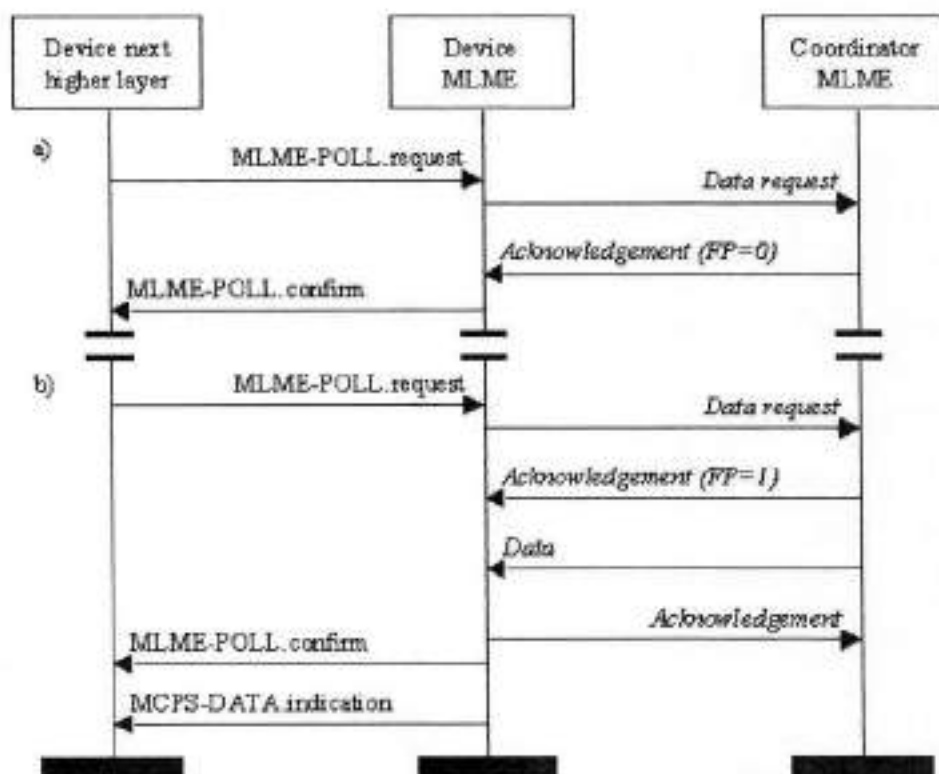 Device next
higher layer
Device
MLME
Coordinator
MLME
a)
MLME-POLL.request
Data request
Acknowledgement (FP=0)
MLME-POLL.confirm
b)
MLME-POLL.request
Data request
Acknowledgement (FP=1)
Data
Acknowledgement
MLME-POLL.confirm
MCPS-DATA.indication